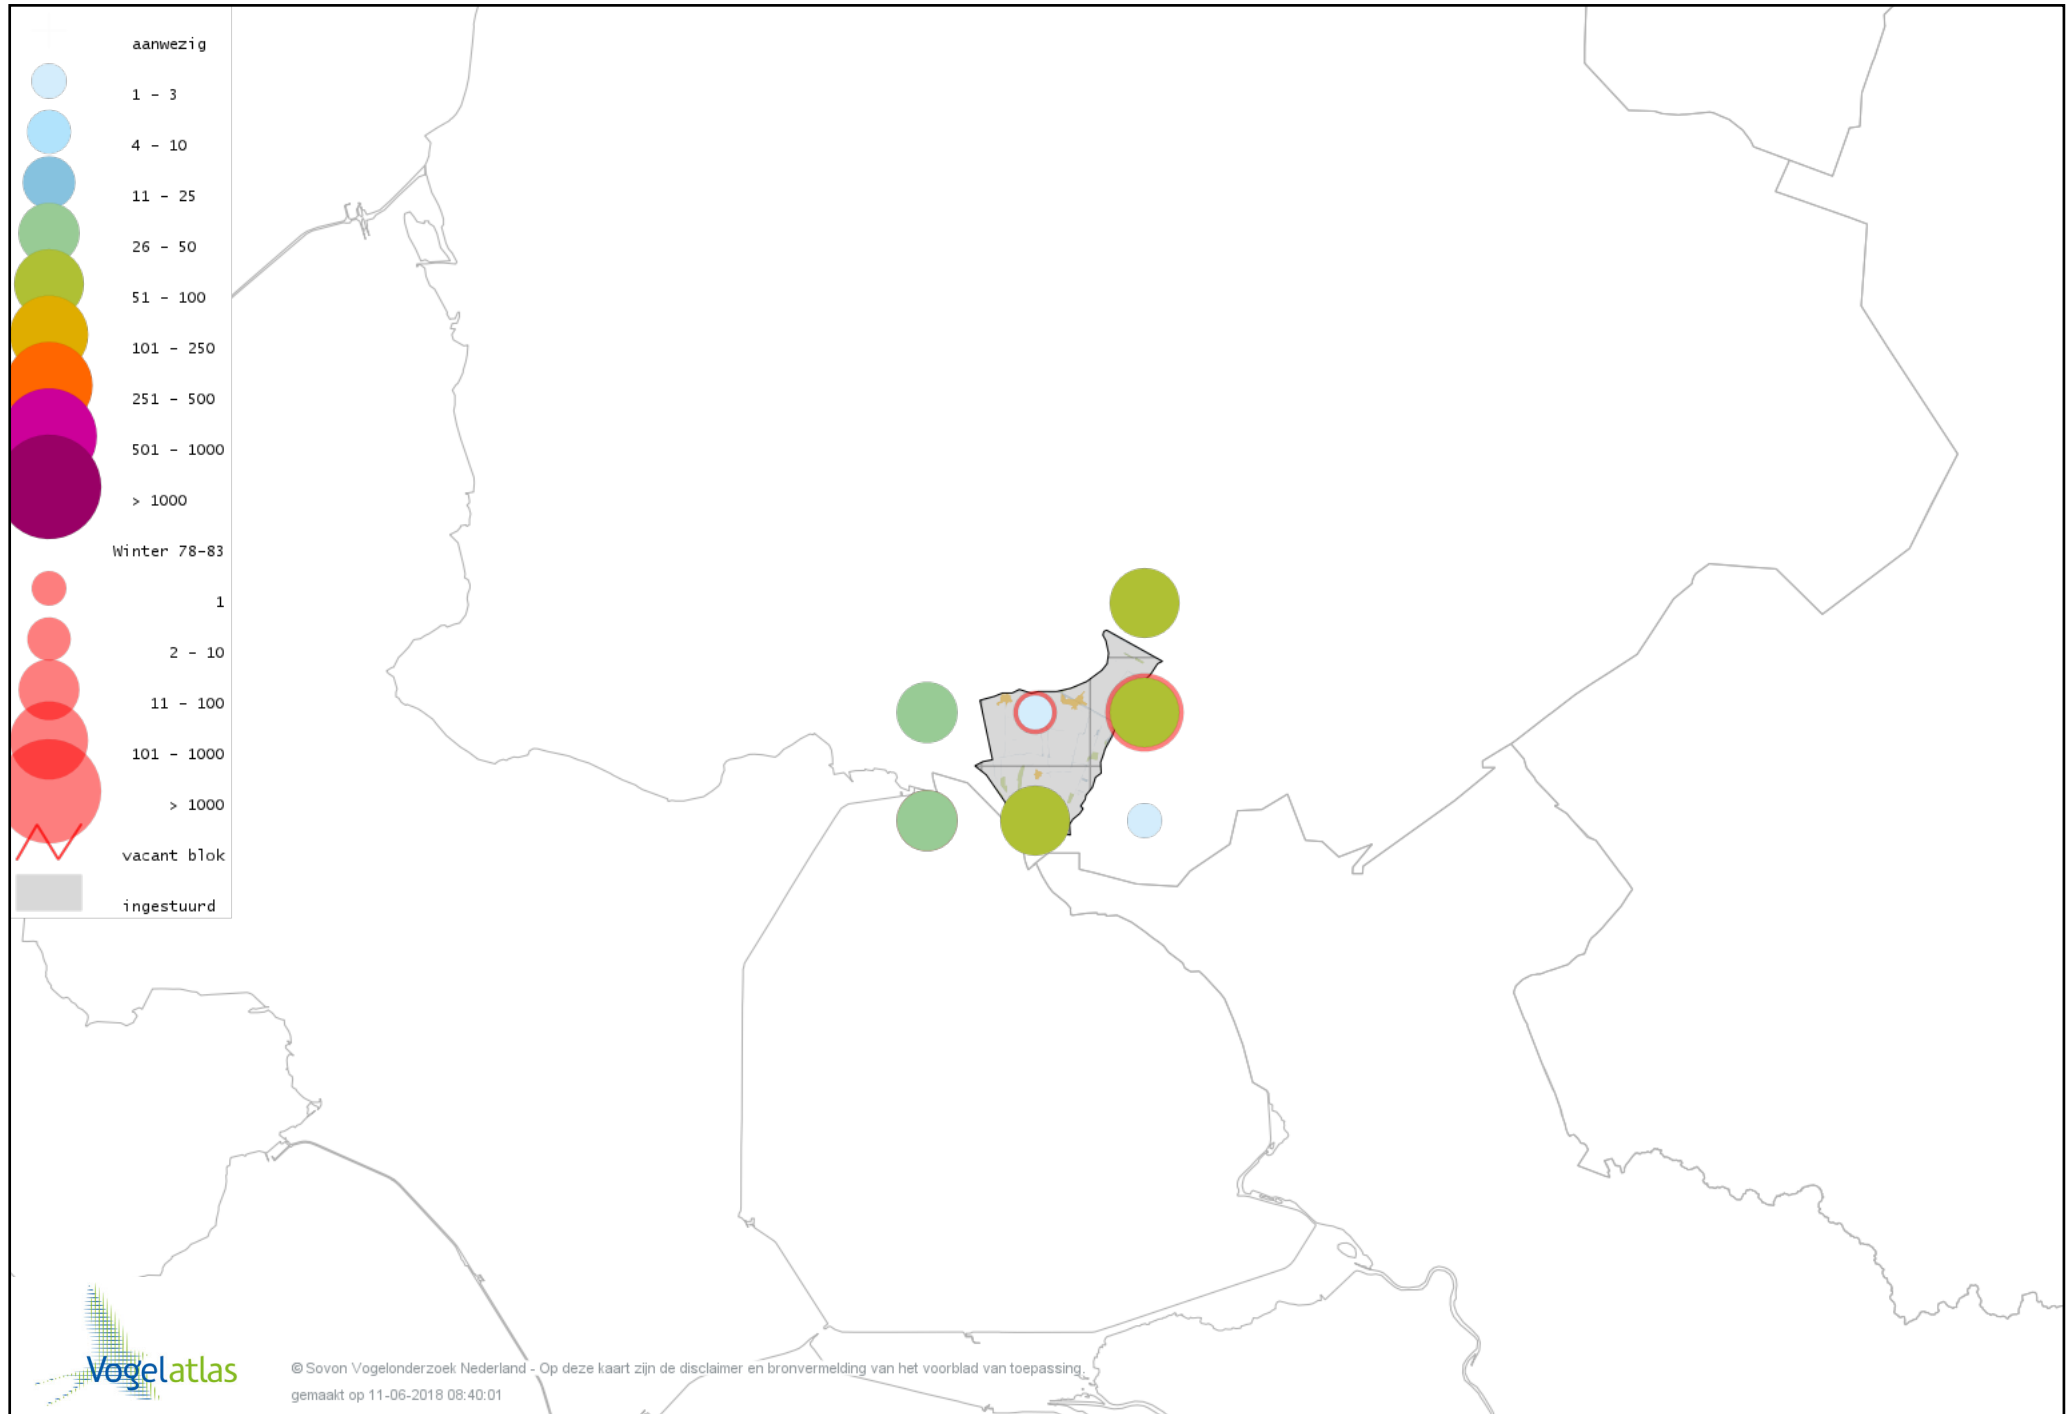 aanwezig
1 - 3
4 - 10
11 - 25
26 - 50
51 - 100
101 - 250
251 - 500
501 - 1000
> 1000
Winter 78-83
1
2 - 10
11 - 100
101 - 1000
> 1000
vacant blok
ingestuurd
Vogelatlas
© Sovon Vogelonderzoek Nederland - Op deze kaart zijn de disclaimer en bronvermelding van het voorblad van toepassing.
gemaakt op 11-06-2018 08:40:01